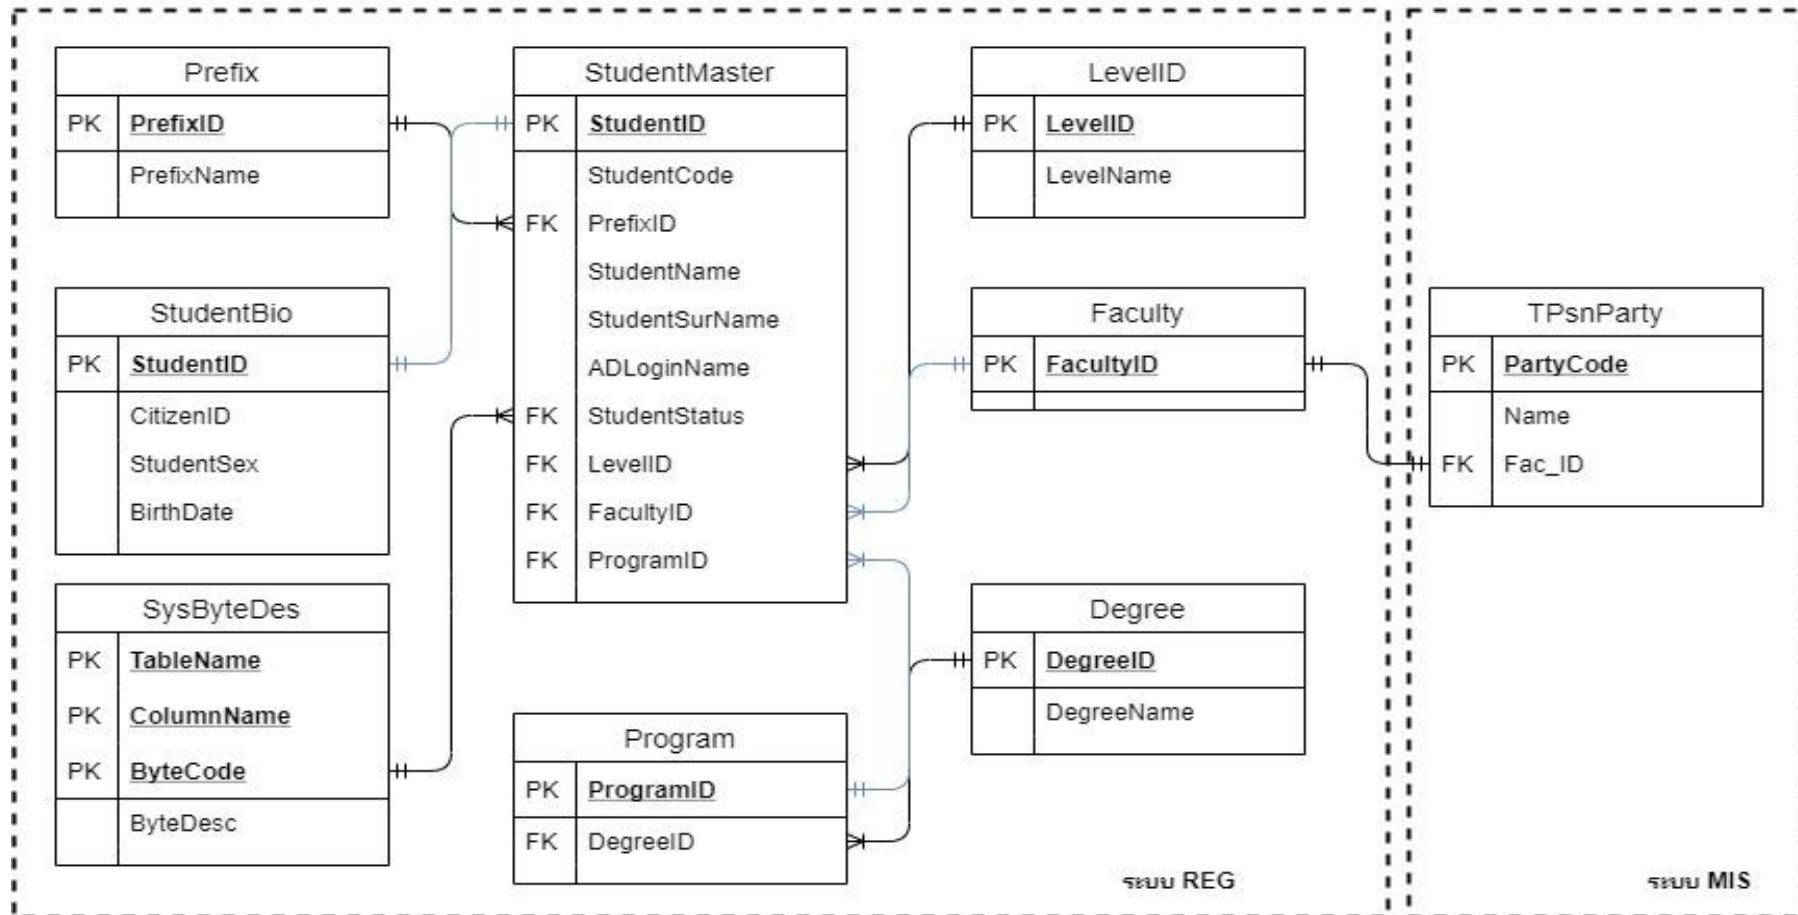 Prefix
PK PrefixID
PrefixName
StudentBio
PK StudentID
CitizenID
StudentSex
BirthDate
SysByteDes
PK TableName
PK ColumnName
PK ByteCode
ByteDesc
StudentMaster
PK StudentID
StudentCode
FK PrefixID
StudentName
StudentSurName
ADLoginName
FK StudentStatus
FK LevelID
FK FacultyID
FK ProgramID
Program
PK ProgramID
FK DegreeID
LevelID
PK LevelID
LevelName
Faculty
PK FacultyID
Degree
PK DegreeID
DegreeName
ระบบ REG
TPsnParty
PK PartyCode
Name
FK Fac_ID
ระบบ MIS